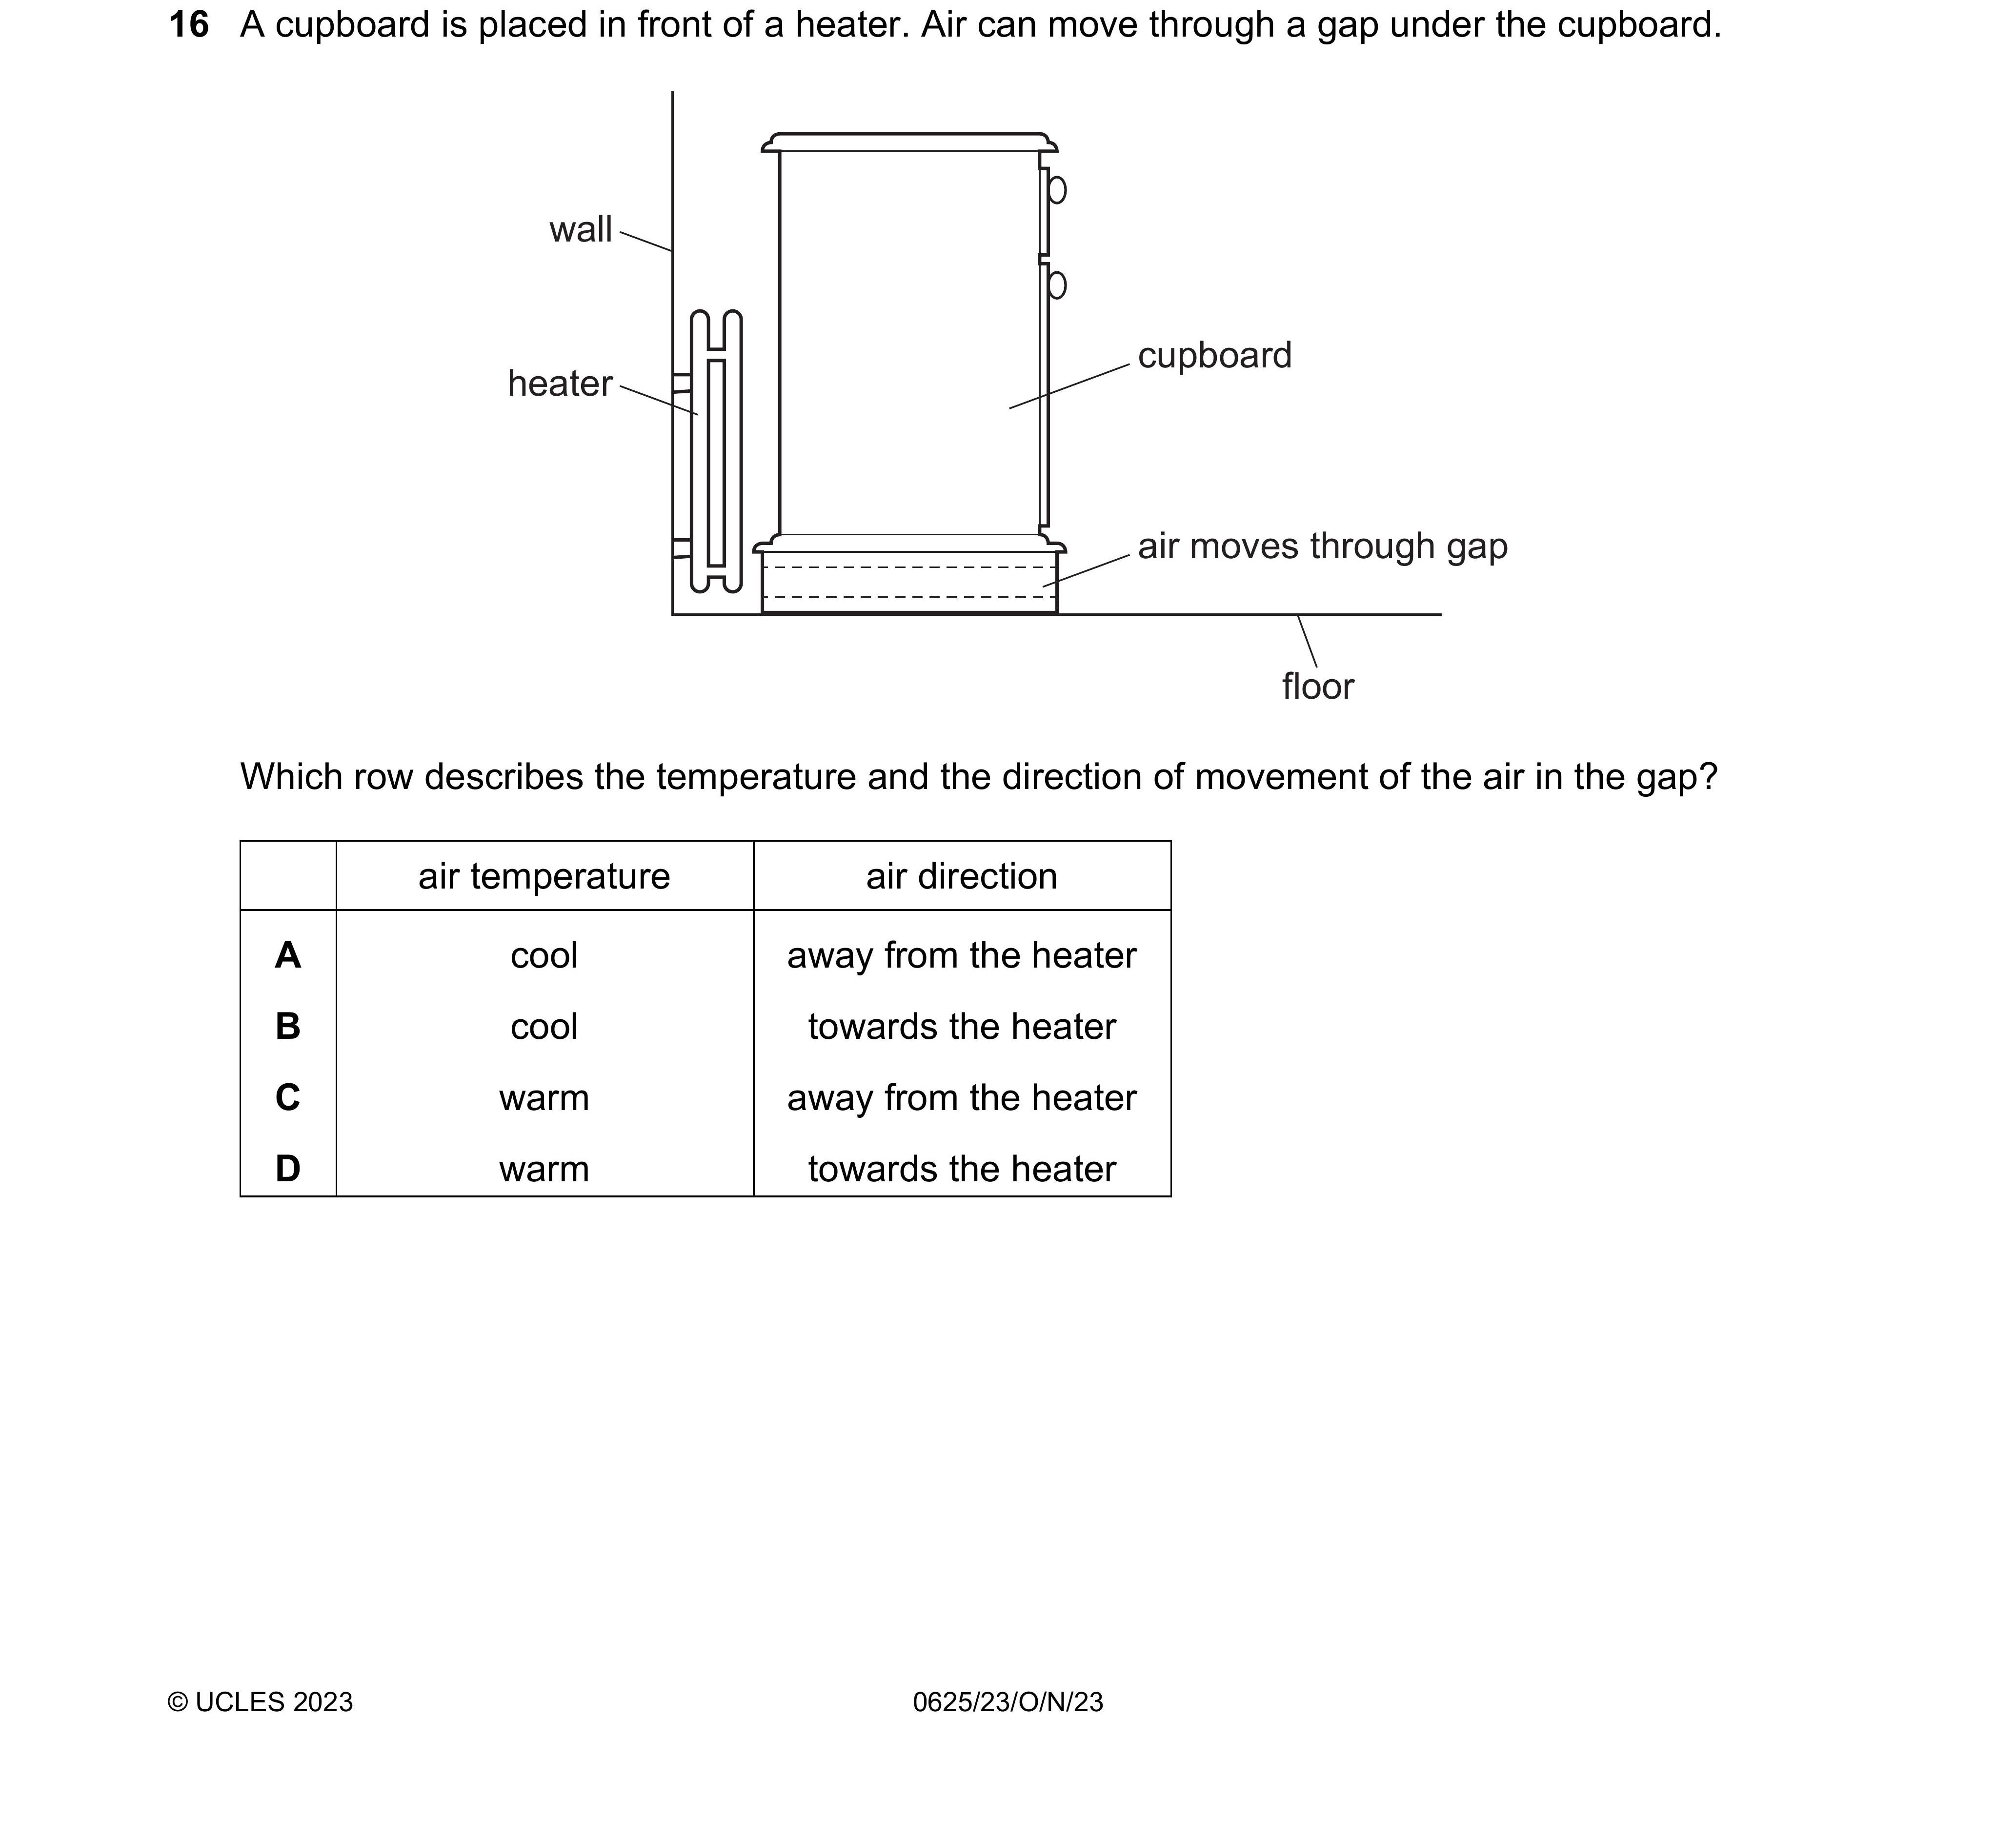 16 A cupboard is placed in front of a heater. Air can move through a gap under the cupboard.
wall
cupboard
heater
air moves through gap
floor
Which row describes the temperature and the direction of movement of the air in the gap?
air temperature air direction
A cool away from the heater
B cool towards the heater
C warm away from the heater
D warm towards the heater
© UCLES 2023 0625/23/O/N/23